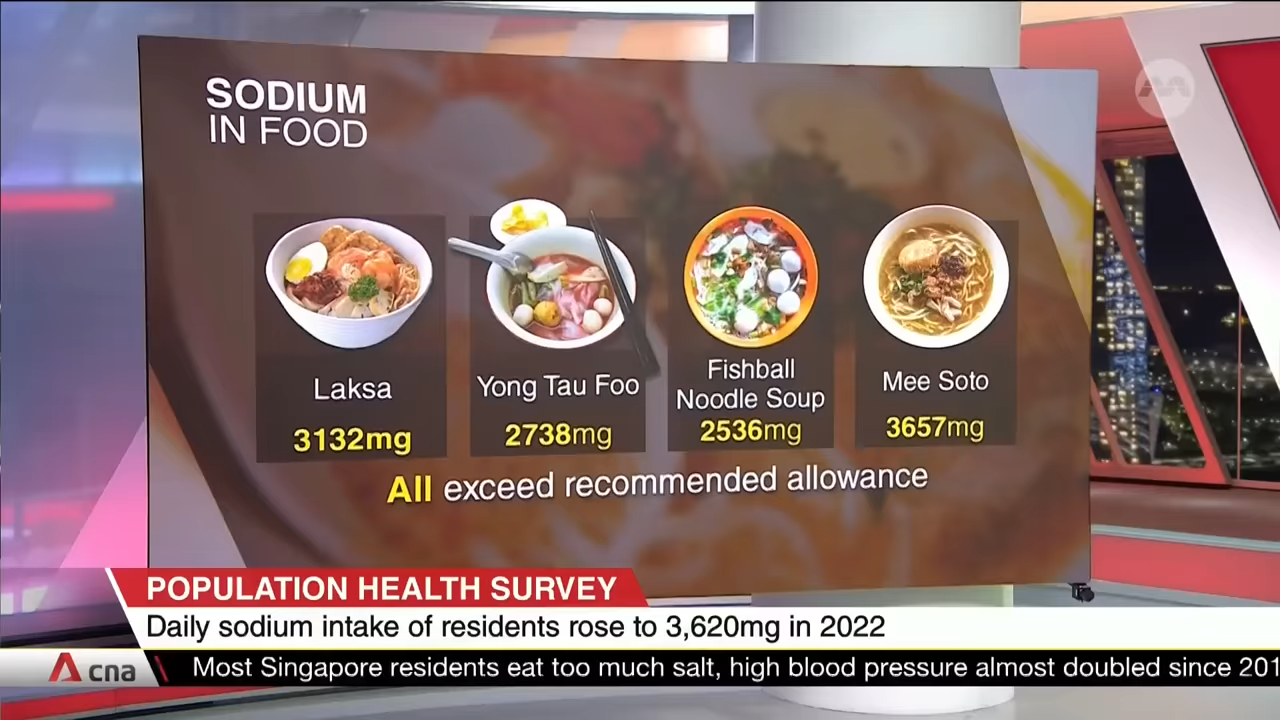 SODIUM
IN FOOD
Laksa
3132mg
Yong Tau Foo
2738mg
Fishball
Noodle Soup
2536mg
Mee Soto
3657mg
All exceed recommended allowance
POPULATION HEALTH SURVEY
Daily sodium intake of residents rose to 3,620mg in 2022
cna
Most Singapore residents eat too much salt, high blood pressure almost doubled since 201